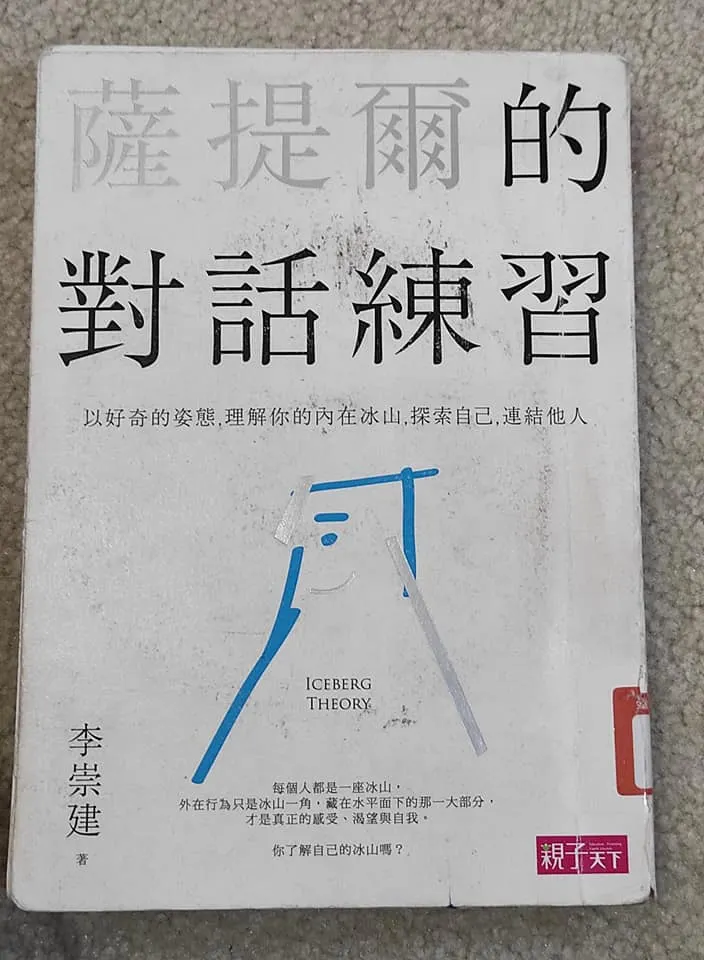 薩提爾的
對話練習
以好奇的姿態,理解你的內在冰山,探索自己,連結他人
ICEBERG
THEORY
李崇建
著
每個人都是一座冰山，
外在行為只是冰山一角，藏在水平面下的那一大部分，
才是真正的感受、渴望與自我。
你了解自己的冰山嗎？
親子天下